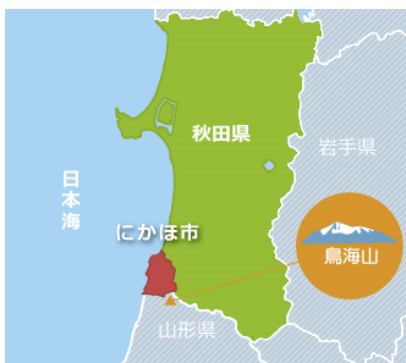 秋田県
岩手県
日本海
にかほ市
鳥海山
山形県